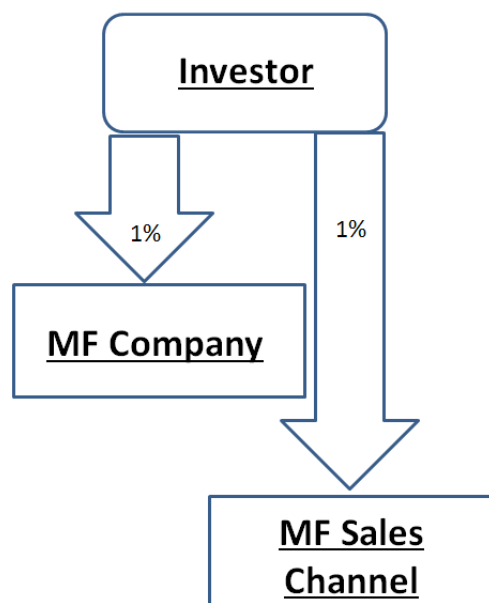 Investor
1%
1%
MF Company
MF Sales
Channel